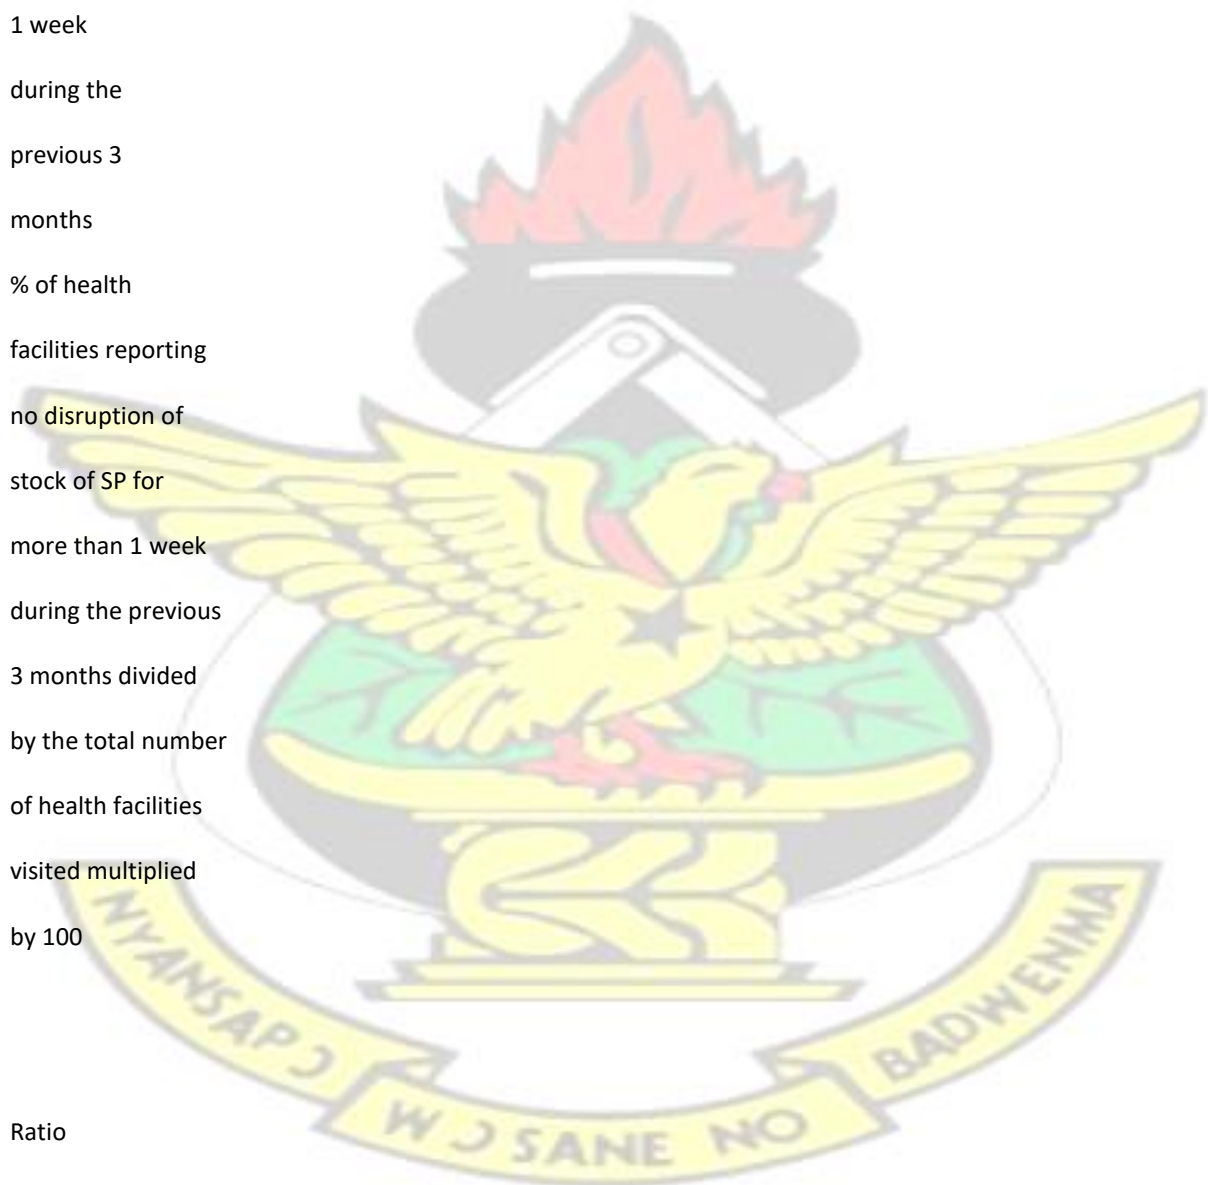 1 week
during the
previous 3
months
% of health
facilities reporting
no disruption of
stock of SP for
more than 1 week
during the previous
3 months divided
by the total number
of health facilities
visited multiplied
by 100
Ratio
NYANSAPƆ WƆSANE NO BADWENMA